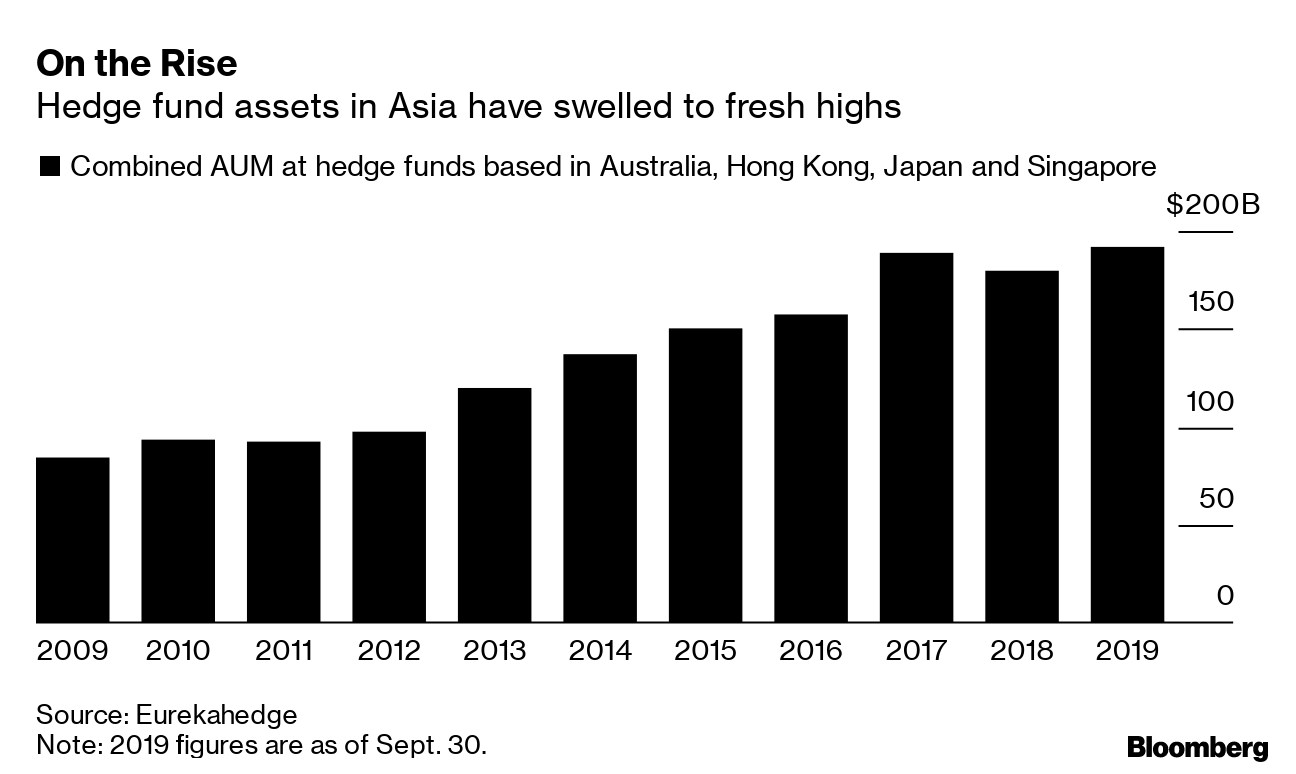 On the Rise
Hedge fund assets in Asia have swelled to fresh highs
Combined AUM at hedge funds based in Australia, Hong Kong, Japan and Singapore
$200B
150
100
50
0
2009 2010 2011 2012 2013 2014 2015 2016 2017 2018 2019
Source: Eurekahedge
Note: 2019 figures are as of Sept. 30.
Bloomberg